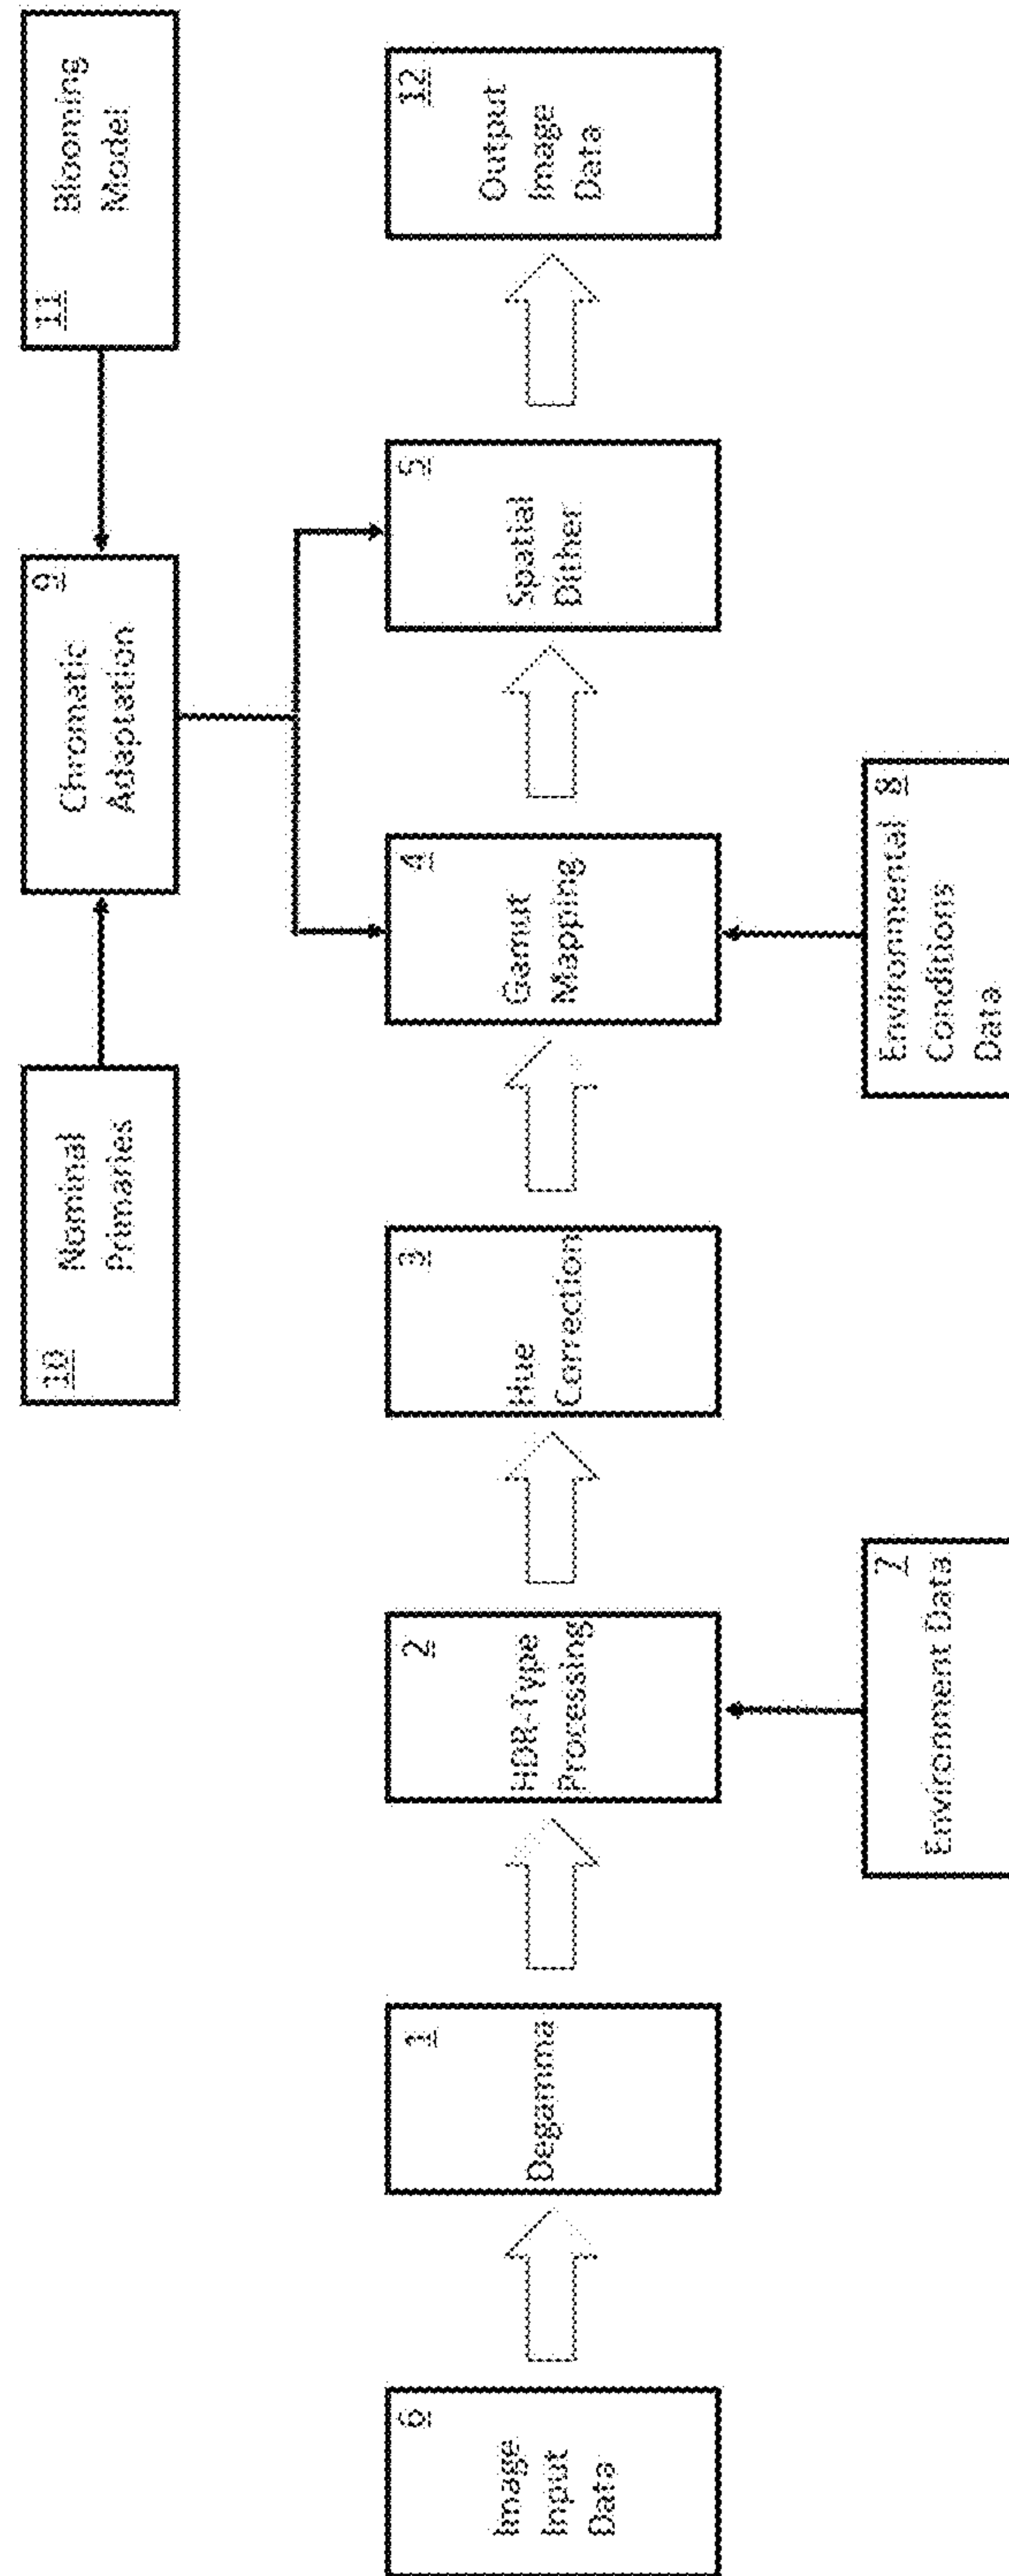 10
Nominal
Primaries
9
Chromatic
Adaptation
11
Blooming
Model
6
Image
Input
Data
1
Degamma
2
HDR-Type
Processing
3
Hue
Correction
4
Gamut
Mapping
5
Spatial
Dither
12
Output
Image
Data
7
Environment Data
Environmental 8
Conditions
Data